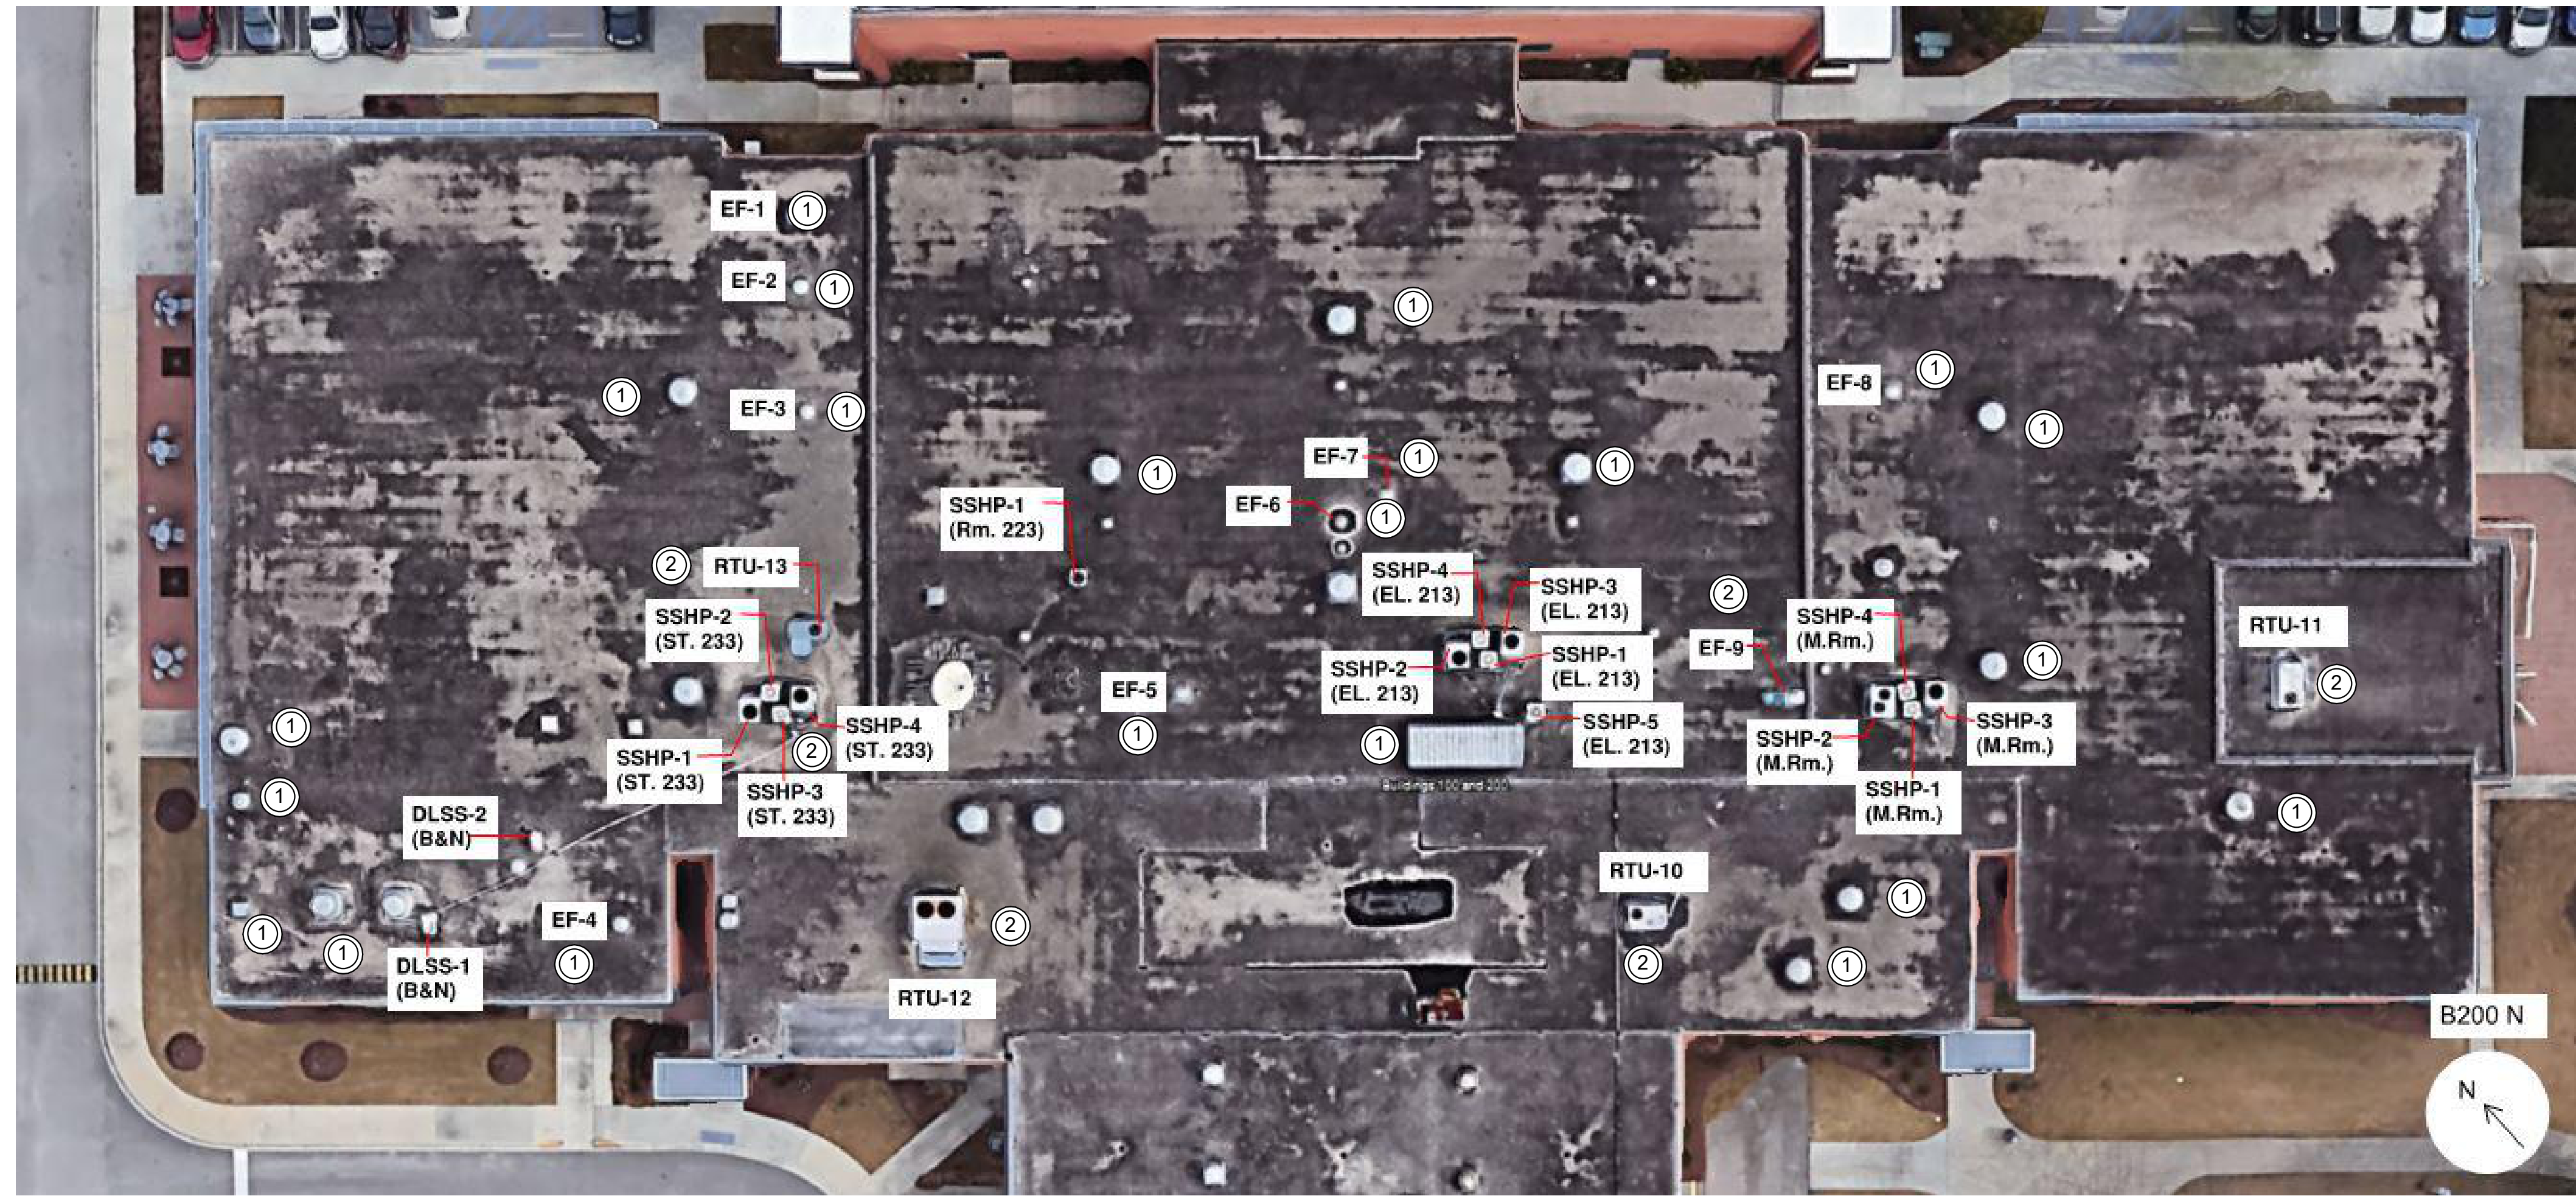 EF-1
1
EF-2
1
1
1
EF-8
1
1
EF-3
1
1
EF-7
1
1
1
SSHP-1
(Rm. 223)
EF-6
1
2
RTU-13
SSHP-4
(EL. 213)
SSHP-3
(EL. 213)
2
SSHP-2
(ST. 233)
SSHP-4
(M.Rm.)
RTU-11
EF-9
SSHP-1
(EL. 213)
SSHP-2
(EL. 213)
1
2
EF-5
1
1
SSHP-4
(ST. 233)
2
1
SSHP-5
(EL. 213)
SSHP-3
(M.Rm.)
SSHP-2
(M.Rm.)
SSHP-1
(ST. 233)
SSHP-3
(ST. 233)
Buildings 100 and 200
SSHP-1
(M.Rm.)
1
1
DLSS-2
(B&N)
RTU-10
1
EF-4
2
1
1
1
2
1
DLSS-1
(B&N)
RTU-12
B200 N
N